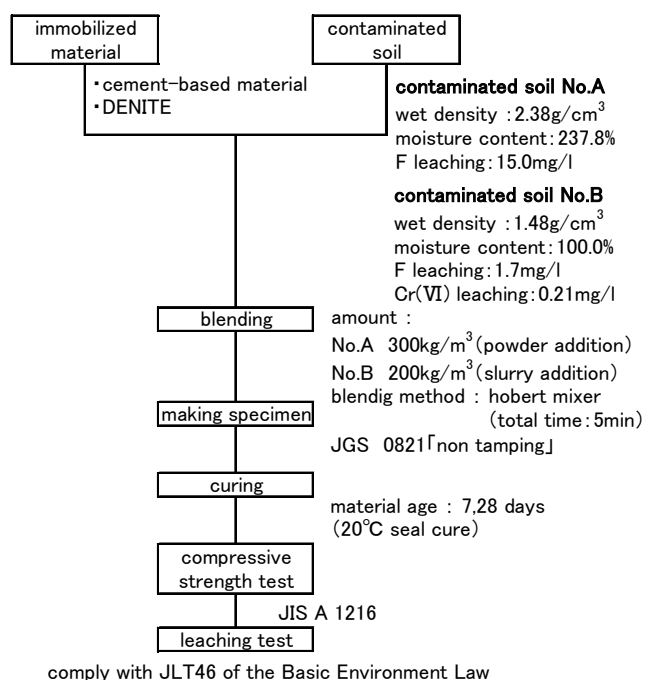 immobilized
material
contaminated
soil
・cement-based material
・DENITE
contaminated soil No.A
wet density :2.38g/cm³
moisture content:237.8%
F leaching:15.0mg/l
contaminated soil No.B
wet density :1.48g/cm³
moisture content:100.0%
F leaching:1.7mg/l
Cr(Ⅵ) leaching:0.21mg/l
blending
amount :
No.A 300kg/m³(powder addition)
No.B 200kg/m³(slurry addition)
blendig method : hobert mixer
(total time:5min)
making specimen
JGS 0821「non tamping」
curing
material age : 7,28 days
(20℃ seal cure)
compressive
strength test
JIS A 1216
leaching test
comply with JLT46 of the Basic Environment Law